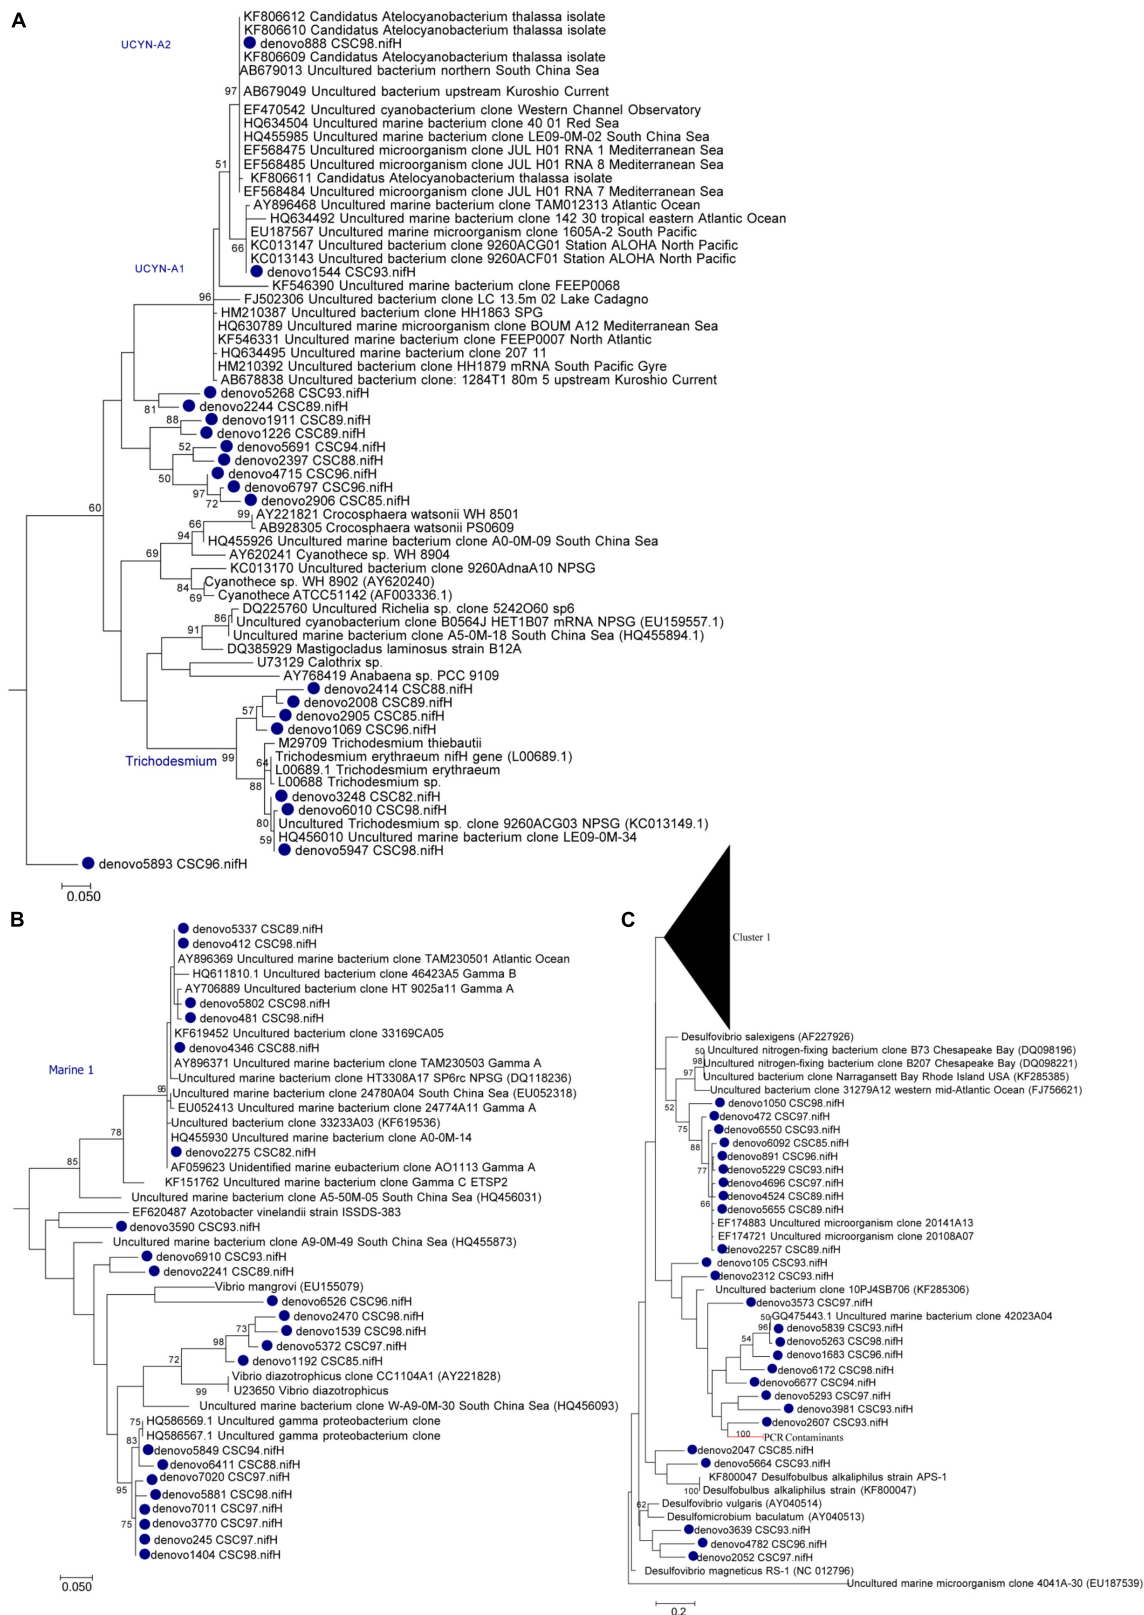 A
KF806612 Candidatus Atelocyanobacterium thalassa isolate
KF806610 Candidatus Atelocyanobacterium thalassa isolate
UCYN-A2
denovo888 CSC98.nifH
KF806609 Candidatus Atelocyanobacterium thalassa isolate
AB679013 Uncultured bacterium northern South China Sea
97
AB679049 Uncultured bacterium upstream Kuroshio Current
EF470542 Uncultured cyanobacterium clone Western Channel Observatory
HQ634504 Uncultured marine bacterium clone 40 01 Red Sea
HQ455985 Uncultured marine bacterium clone LE09-0M-02 South China Sea
EF568475 Uncultured microorganism clone JUL H01 RNA 1 Mediterranean Sea
51
EF568485 Uncultured microorganism clone JUL H01 RNA 8 Mediterranean Sea
KF806611 Candidatus Atelocyanobacterium thalassa isolate
EF568484 Uncultured microorganism clone JUL H01 RNA 7 Mediterranean Sea
AY896468 Uncultured marine bacterium clone TAM012313 Atlantic Ocean
HQ634492 Uncultured marine bacterium clone 142 30 tropical eastern Atlantic Ocean
EU187567 Uncultured marine microorganism clone 1605A-2 South Pacific
66
KC013147 Uncultured bacterium clone 9260ACG01 Station ALOHA North Pacific
KC013143 Uncultured bacterium clone 9260ACF01 Station ALOHA North Pacific
UCYN-A1
denovo1544 CSC93.nifH
KF546390 Uncultured marine bacterium clone FEEP0068
96
FJ502306 Uncultured bacterium clone LC 13.5m 02 Lake Cadagno
HM210387 Uncultured bacterium clone HH1863 SPG
HQ630789 Uncultured marine microorganism clone BOUM A12 Mediterranean Sea
KF546331 Uncultured marine bacterium clone FEEP0007 North Atlantic
HQ634495 Uncultured marine bacterium clone 207 11
HM210392 Uncultured bacterium clone HH1879 mRNA South Pacific Gyre
AB678838 Uncultured bacterium clone: 1284T1 80m 5 upstream Kuroshio Current
denovo5268 CSC93.nifH
81
denovo2244 CSC89.nifH
88
denovo1911 CSC89.nifH
denovo1226 CSC89.nifH
52
denovo5691 CSC94.nifH
denovo2397 CSC88.nifH
50
denovo4715 CSC96.nifH
97
denovo6797 CSC96.nifH
72
denovo2906 CSC85.nifH
60
99
AY221821 Crocosphaera watsonii WH 8501
66
AB928305 Crocosphaera watsonii PS0609
94
HQ455926 Uncultured marine bacterium clone A0-0M-09 South China Sea
69
AY620241 Cyanothece sp. WH 8904
KC013170 Uncultured bacterium clone 9260AdnaA10 NPSG
84
Cyanothece sp. WH 8902 (AY620240)
69
Cyanothece ATCC51142 (AF003336.1)
DQ225760 Uncultured Richelia sp. clone 5242O60 sp6
86
Uncultured cyanobacterium clone B0564J HET1B07 mRNA NPSG (EU159557.1)
91
Uncultured marine bacterium clone A5-0M-18 South China Sea (HQ455894.1)
DQ385929 Mastigocladus laminosus strain B12A
U73129 Calothrix sp.
AY768419 Anabaena sp. PCC 9109
denovo2414 CSC88.nifH
denovo2008 CSC89.nifH
57
denovo2905 CSC85.nifH
denovo1069 CSC96.nifH
M29709 Trichodesmium thiebautii
Trichodesmium
99
Trichodesmium erythraeum nifH gene (L00689.1)
64
L00689.1 Trichodesmium erythraeum
88
L00688 Trichodesmium sp.
denovo3248 CSC82.nifH
denovo6010 CSC98.nifH
80
Uncultured Trichodesmium sp. clone 9260ACG03 NPSG (KC013149.1)
59
HQ456010 Uncultured marine bacterium clone LE09-0M-34
denovo5947 CSC98.nifH
denovo5893 CSC96.nifH
0.050
B
denovo5337 CSC89.nifH
denovo412 CSC98.nifH
AY896369 Uncultured marine bacterium clone TAM230501 Atlantic Ocean
HQ611810.1 Uncultured bacterium clone 46423A5 Gamma B
AY706889 Uncultured bacterium clone HT 9025a11 Gamma A
denovo5802 CSC98.nifH
denovo481 CSC98.nifH
KF619452 Uncultured bacterium clone 33169CA05
denovo4346 CSC88.nifH
Marine 1
AY896371 Uncultured marine bacterium clone TAM230503 Gamma A
Uncultured marine bacterium clone HT3308A17 SP6rc NPSG (DQ118236)
96
Uncultured marine bacterium clone 24780A04 South China Sea (EU052318)
EU052413 Uncultured marine bacterium clone 24774A11 Gamma A
Uncultured bacterium clone 33233A03 (KF619536)
78
HQ455930 Uncultured marine bacterium clone A0-0M-14
denovo2275 CSC82.nifH
85
AF059623 Unidentified marine eubacterium clone AO1113 Gamma A
KF151762 Uncultured marine bacterium clone Gamma C ETSP2
Uncultured marine bacterium clone A5-50M-05 South China Sea (HQ456031)
EF620487 Azotobacter vinelandii strain ISSDS-383
denovo3590 CSC93.nifH
Uncultured marine bacterium clone A9-0M-49 South China Sea (HQ455873)
denovo6910 CSC93.nifH
denovo2241 CSC89.nifH
Vibrio mangrovi (EU155079)
denovo6526 CSC96.nifH
denovo2470 CSC98.nifH
73
denovo1539 CSC98.nifH
98
denovo5372 CSC97.nifH
72
denovo1192 CSC85.nifH
Vibrio diazotrophicus clone CC1104A1 (AY221828)
99
U23650 Vibrio diazotrophicus
Uncultured marine bacterium clone W-A9-0M-30 South China Sea (HQ456093)
75
HQ586569.1 Uncultured gamma proteobacterium clone
83
HQ586567.1 Uncultured gamma proteobacterium clone
denovo5849 CSC94.nifH
denovo6411 CSC88.nifH
denovo7020 CSC97.nifH
95
denovo5881 CSC98.nifH
denovo7011 CSC97.nifH
75
denovo3770 CSC97.nifH
denovo245 CSC97.nifH
denovo1404 CSC98.nifH
0.050
C
Cluster 1
Desulfovibrio salexigens (AF227926)
50
Uncultured nitrogen-fixing bacterium clone B73 Chesapeake Bay (DQ098196)
98
Uncultured nitrogen-fixing bacterium clone B207 Chesapeake Bay (DQ098221)
97
Uncultured bacterium clone Narragansett Bay Rhode Island USA (KF285385)
Uncultured bacterium clone 31279A12 western mid-Atlantic Ocean (FJ756621)
52
denovo1050 CSC98.nifH
denovo472 CSC97.nifH
75
denovo6550 CSC93.nifH
88
denovo6092 CSC85.nifH
denovo891 CSC96.nifH
77
denovo5229 CSC93.nifH
denovo4696 CSC97.nifH
denovo4524 CSC89.nifH
66
denovo5655 CSC89.nifH
EF174883 Uncultured microorganism clone 20141A13
EF174721 Uncultured microorganism clone 20108A07
denovo2257 CSC89.nifH
denovo105 CSC93.nifH
denovo2312 CSC93.nifH
Uncultured bacterium clone 10PJ4SB706 (KF285306)
denovo3573 CSC97.nifH
50
GQ475443.1 Uncultured marine bacterium clone 42023A04
96
denovo5839 CSC93.nifH
54
denovo5263 CSC98.nifH
denovo1683 CSC96.nifH
denovo6172 CSC98.nifH
denovo6677 CSC94.nifH
denovo5293 CSC97.nifH
denovo3981 CSC93.nifH
denovo2607 CSC93.nifH
100
PCR Contaminants
denovo2047 CSC85.nifH
denovo5664 CSC93.nifH
KF800047 Desulfobulbus alkaliphilus strain APS-1
100
Desulfobulbus alkaliphilus strain (KF800047)
62
Desulfovibrio vulgaris (AY040514)
Desulfomicrobium baculatum (AY040513)
denovo3639 CSC93.nifH
denovo4782 CSC96.nifH
denovo2052 CSC97.nifH
Desulfovibrio magneticus RS-1 (NC 012796)
Uncultured marine microorganism clone 4041A-30 (EU187539)
0.2